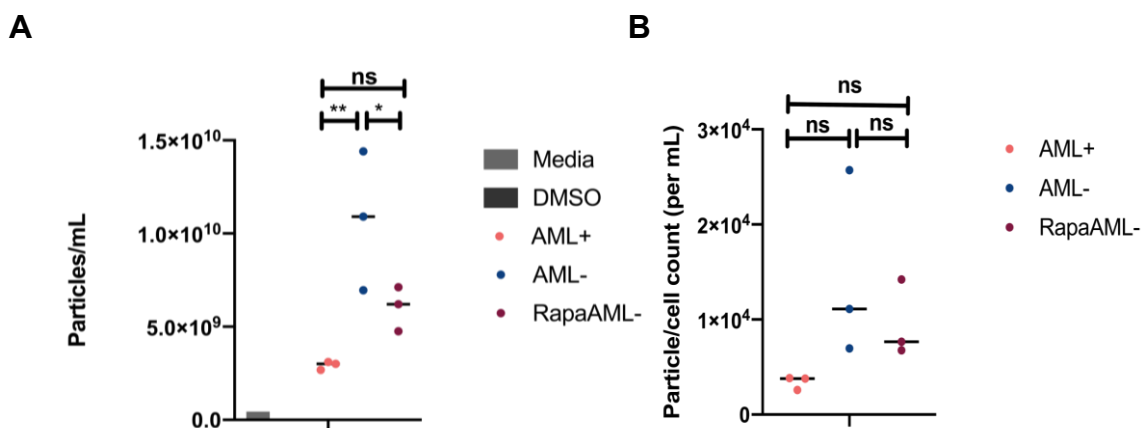 A
ns
** *
1.5×10¹⁰
1.0×10¹⁰
5.0×10⁹
0.0
Particles/mL
Media
DMSO
AML+
AML-
RapaAML-
B
ns
ns ns
3×10⁴
2×10⁴
1×10⁴
0
Particle/cell count (per mL)
AML+
AML-
RapaAML-